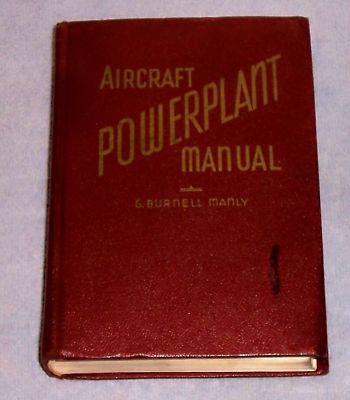 AIRCRAFT
POWERPLANT
MANUAL
G. BURNELL MANLY